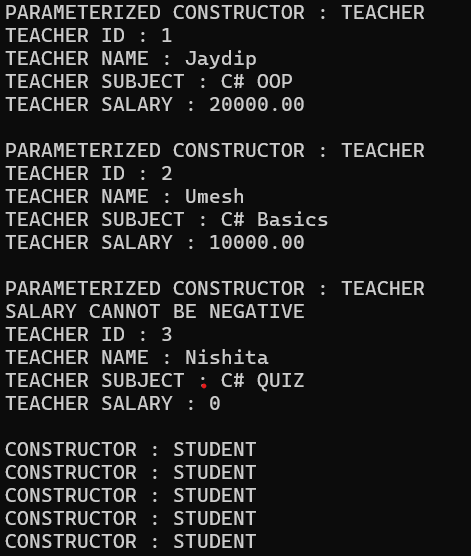 PARAMETERIZED CONSTRUCTOR : TEACHER
TEACHER ID : 1
TEACHER NAME : Jaydip
TEACHER SUBJECT : C# OOP
TEACHER SALARY : 20000.00
PARAMETERIZED CONSTRUCTOR : TEACHER
TEACHER ID : 2
TEACHER NAME : Umesh
TEACHER SUBJECT : C# Basics
TEACHER SALARY : 10000.00
PARAMETERIZED CONSTRUCTOR : TEACHER
SALARY CANNOT BE NEGATIVE
TEACHER ID : 3
TEACHER NAME : Nishita
TEACHER SUBJECT : C# QUIZ
TEACHER SALARY : 0
CONSTRUCTOR : STUDENT
CONSTRUCTOR : STUDENT
CONSTRUCTOR : STUDENT
CONSTRUCTOR : STUDENT
CONSTRUCTOR : STUDENT